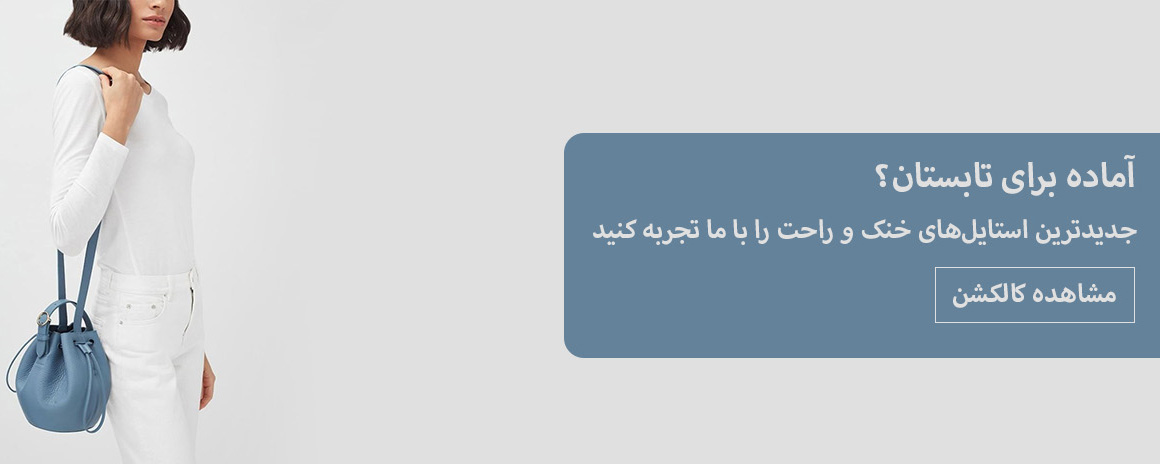 آماده برای تابستان؟
جدیدترین استایل‌های خنک و راحت را با ما تجربه کنید
مشاهده کالکشن